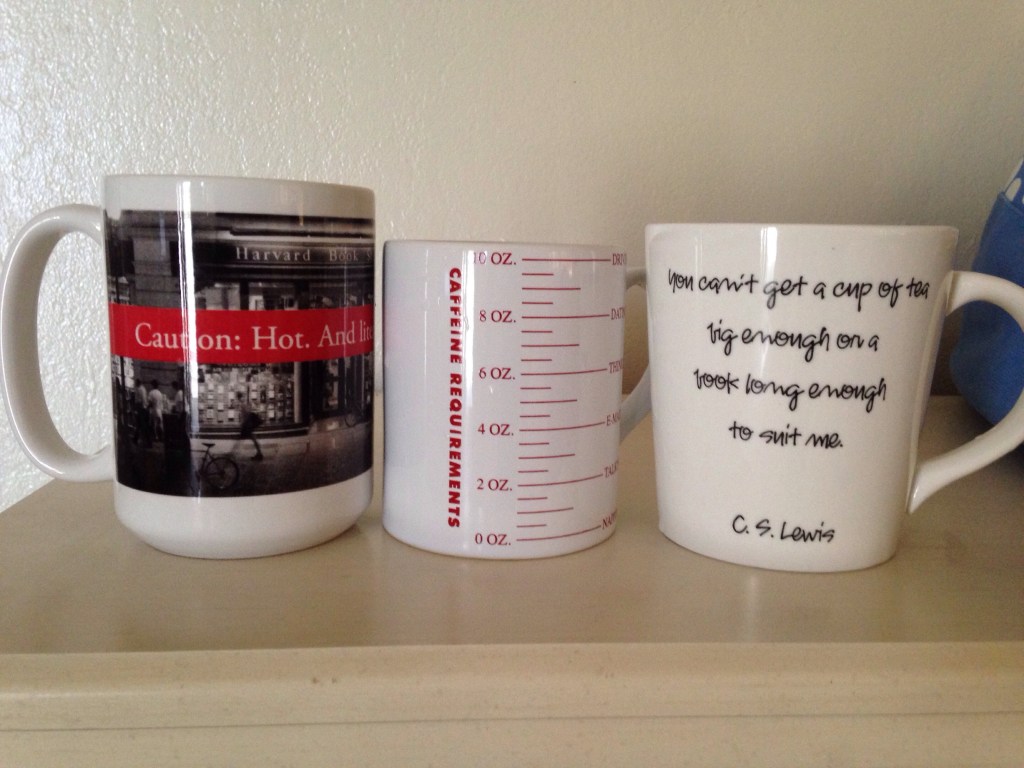 Harvard Book
Caution: Hot. And
CAFFEINE REQUIREMENTS
10 OZ.
8 OZ.
6 OZ.
4 OZ.
2 OZ.
0 OZ.
you can't get a cup of tea
big enough or a
book long enough
to suit me.
C. S. Lewis